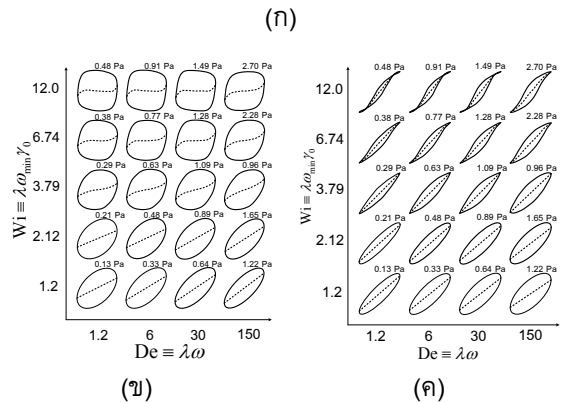 (ก)
0.48 Pa 0.91 Pa 1.49 Pa 2.70 Pa
0.38 Pa 0.77 Pa 1.28 Pa 2.28 Pa
0.29 Pa 0.63 Pa 1.09 Pa 0.96 Pa
0.21 Pa 0.48 Pa 0.89 Pa 1.65 Pa
0.13 Pa 0.33 Pa 0.64 Pa 1.22 Pa
12.0
6.74
3.79
2.12
1.2
Wi ≡ λω_min γ_0
1.2 6 30 150
De ≡ λω
(ข)
0.48 Pa 0.91 Pa 1.49 Pa 2.70 Pa
0.38 Pa 0.77 Pa 1.28 Pa 2.28 Pa
0.29 Pa 0.63 Pa 1.09 Pa 0.96 Pa
0.21 Pa 0.48 Pa 0.89 Pa 1.65 Pa
0.13 Pa 0.33 Pa 0.64 Pa 1.22 Pa
12.0
6.74
3.79
2.12
1.2
Wi ≡ λω_min γ_0
1.2 6 30 150
De ≡ λω
(ค)